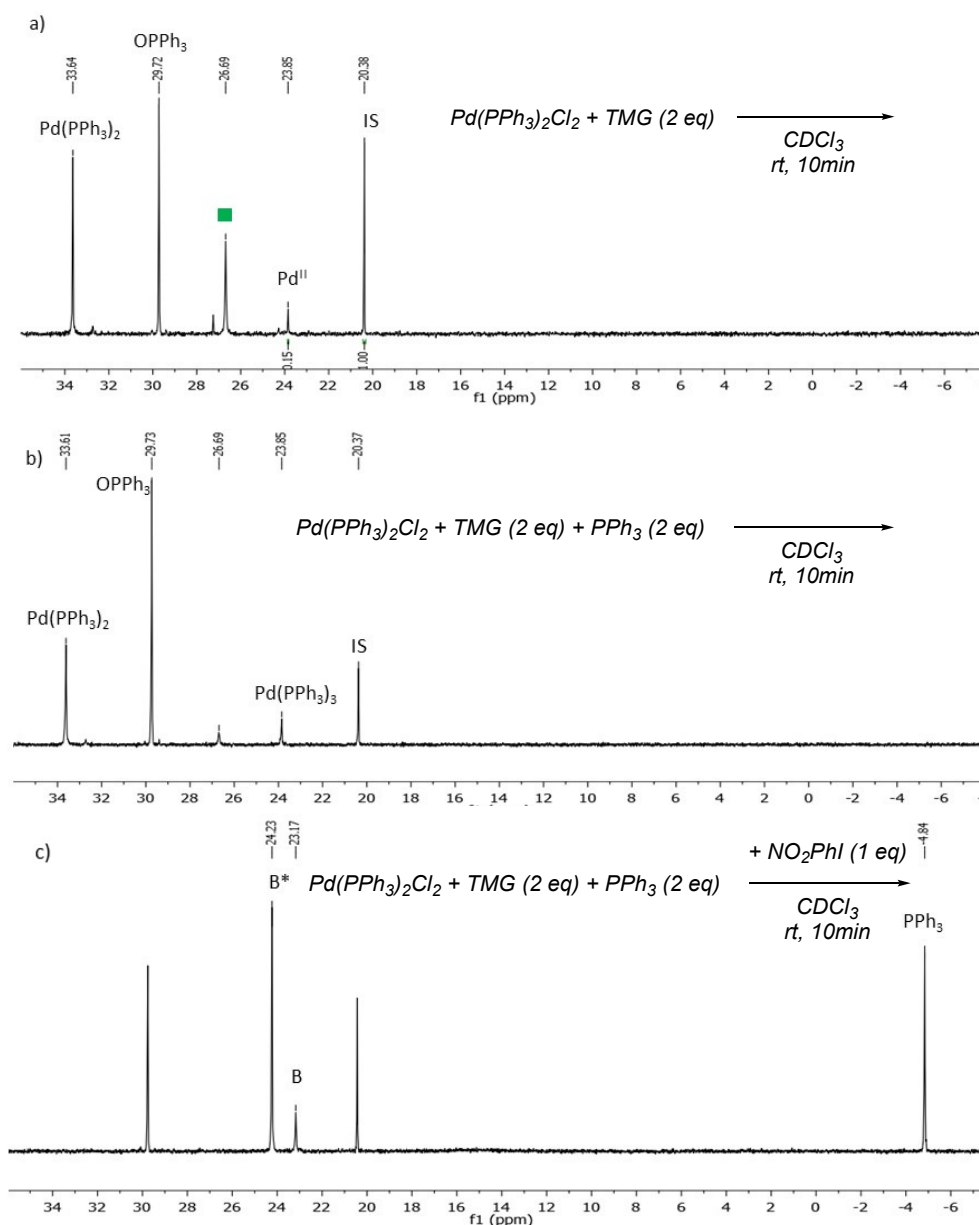 a)
OPPh₃
33.64 29.72 26.69 23.85 20.38
Pd(PPh₃)₂
IS
Pd(PPh₃)₂Cl₂ + TMG (2 eq)
CDCl₃
rt, 10min
Pdᴵᴵ
0.15 1.00
34 32 30 28 26 24 22 20 18 16 14 12 10 8 6 4 2 0 -2 -4 -6
f1 (ppm)
b)
33.61 29.73 26.69 23.85 20.37
OPPh₃
Pd(PPh₃)₂Cl₂ + TMG (2 eq) + PPh₃ (2 eq)
CDCl₃
rt, 10min
Pd(PPh₃)₂
IS
Pd(PPh₃)₃
34 32 30 28 26 24 22 20 18 16 14 12 10 8 6 4 2 0 -2 -4 -6
c)
24.23 23.17
+ NO₂PhI (1 eq)
-4.84
B*
Pd(PPh₃)₂Cl₂ + TMG (2 eq) + PPh₃ (2 eq)
CDCl₃
rt, 10min
PPh₃
B
34 32 30 28 26 24 22 20 18 16 14 12 10 8 6 4 2 0 -2 -4 -6
f1 (ppm)